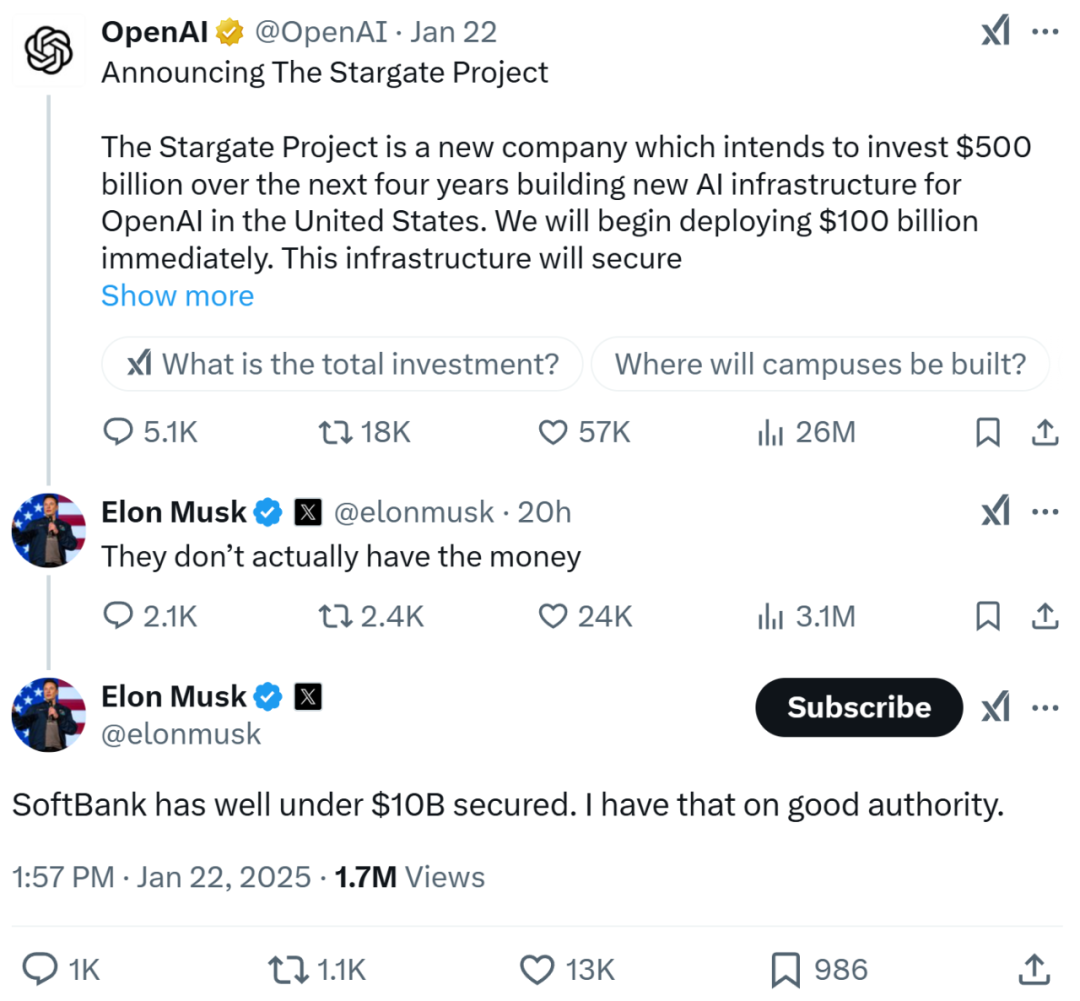 OpenAI @OpenAI · Jan 22
Announcing The Stargate Project
The Stargate Project is a new company which intends to invest $500
billion over the next four years building new AI infrastructure for
OpenAI in the United States. We will begin deploying $100 billion
immediately. This infrastructure will secure
Show more
What is the total investment? Where will campuses be built?
5.1K 18K 57K 26M
Elon Musk X @elonmusk · 20h
They don’t actually have the money
2.1K 2.4K 24K 3.1M
Elon Musk X
@elonmusk
Subscribe
SoftBank has well under $10B secured. I have that on good authority.
1:57 PM · Jan 22, 2025 · 1.7M Views
1K 1.1K 13K 986